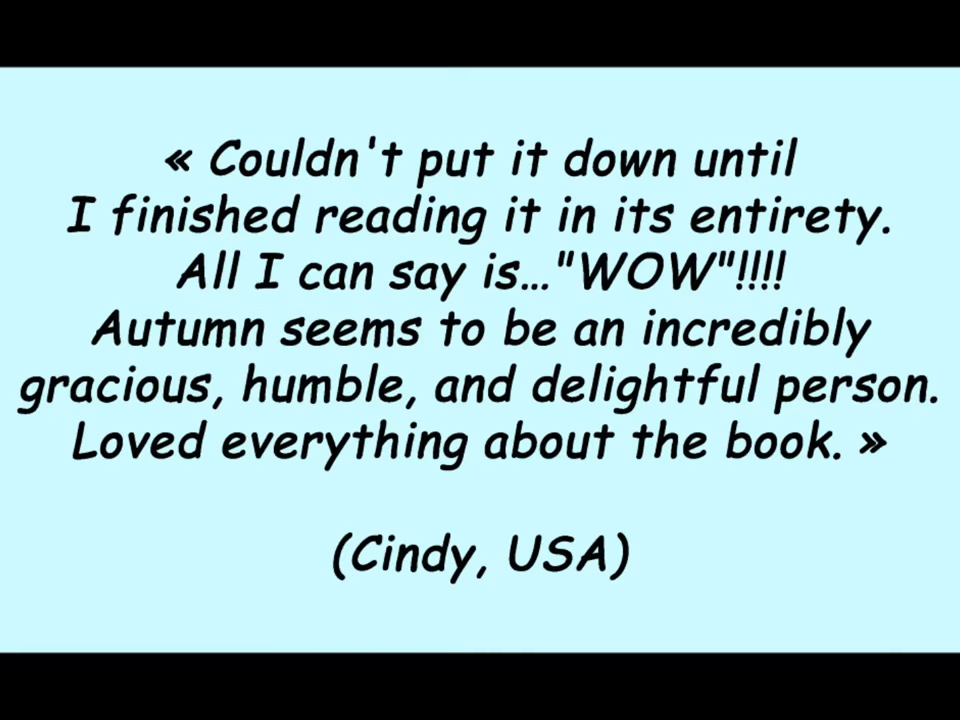 « Couldn't put it down until
I finished reading it in its entirety.
All I can say is..."WOW"!!!!
Autumn seems to be an incredibly
gracious, humble, and delightful person.
Loved everything about the book. »
(Cindy, USA)